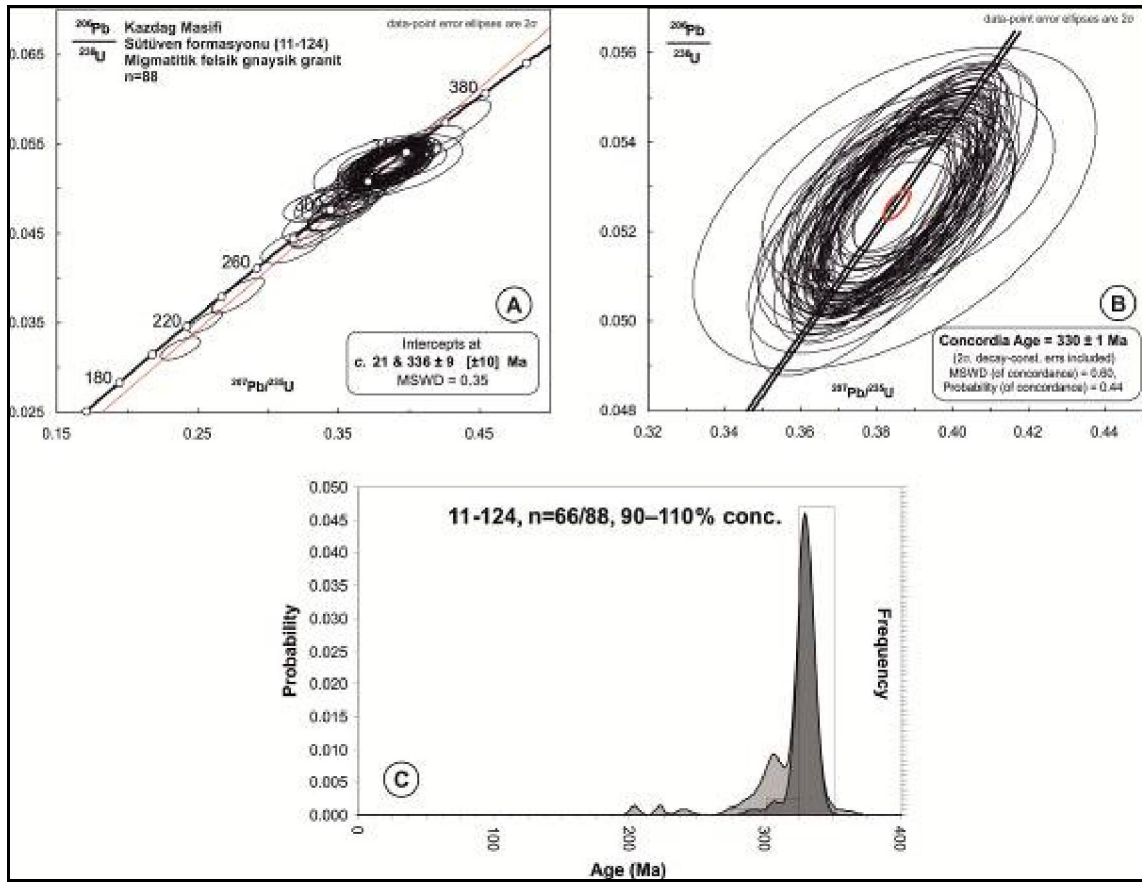 data-point error ellipses are 2σ
²⁰⁶Pb
²³⁸U
Kazdag Masifi
Sütüven formasyonu (11-124)
Migmatitik felsik gnaysik granit
n=88
0.065
0.055
0.045
0.035
0.025
380
300
260
220
180
A
Intercepts at
c. 21 & 336 ± 9 [±10] Ma
MSWD = 0.35
²⁰⁷Pb/²³⁵U
0.15
0.25
0.35
0.45
data-point error ellipses are 2σ
²⁰⁶Pb
²³⁸U
0.056
0.054
0.052
0.050
0.048
B
Concordia Age = 330 ± 1 Ma
(2σ, decay-const. errs included)
MSWD (of concordance) = 0.60,
Probability (of concordance) = 0.44
²⁰⁷Pb/²³⁵U
0.32
0.34
0.36
0.38
0.40
0.42
0.44
11-124, n=66/88, 90–110% conc.
0.050
0.045
0.040
0.035
0.030
0.025
0.020
0.015
0.010
0.005
0.000
Probability
Frequency
C
0
100
200
300
400
Age (Ma)